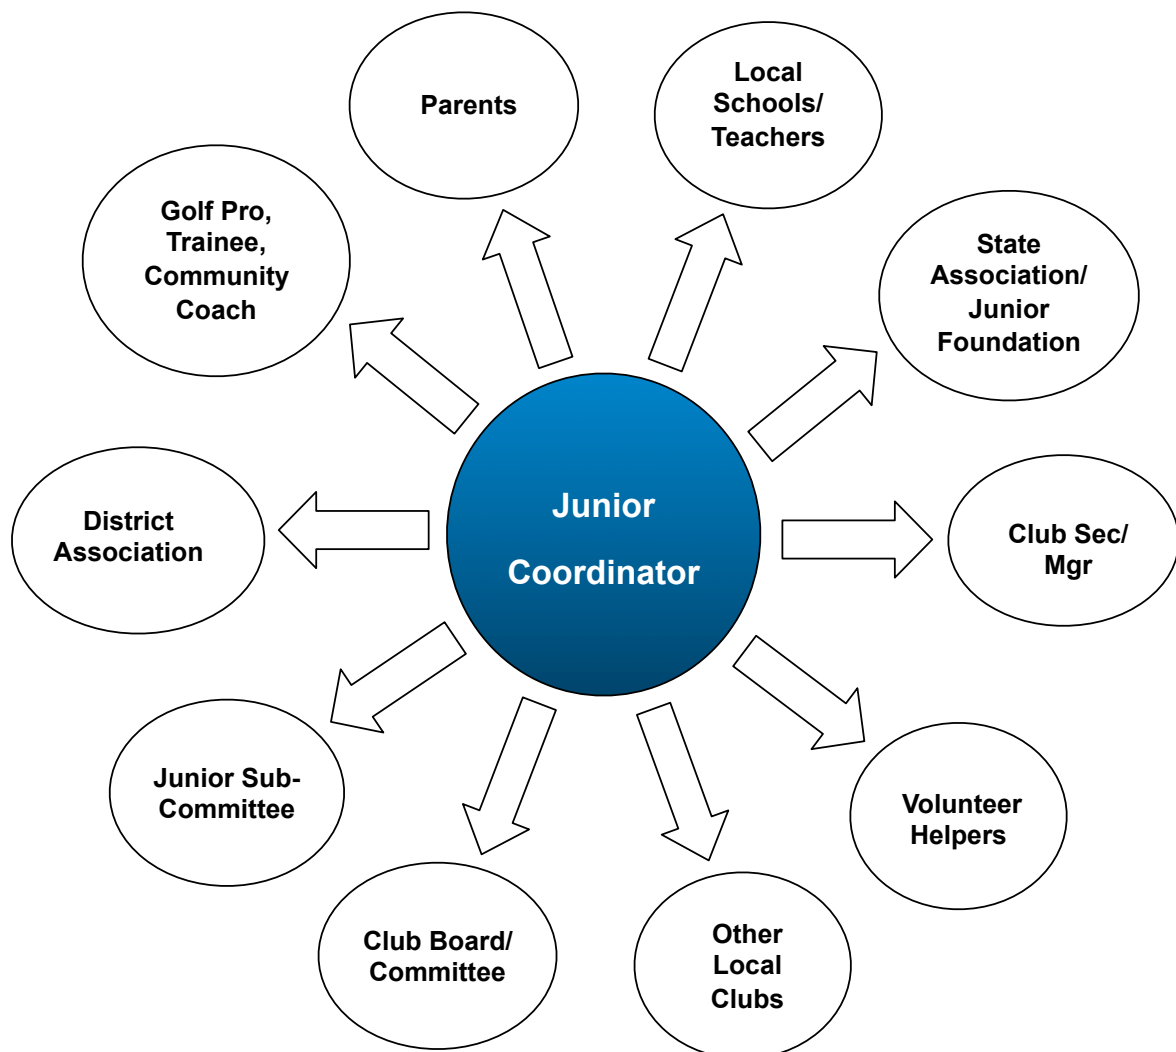 Parents
Local
Schools/
Teachers
Golf Pro,
Trainee,
Community
Coach
State
Association/
Junior
Foundation
District
Association
Junior
Coordinator
Club Sec/
Mgr
Junior Sub-
Committee
Volunteer
Helpers
Club Board/
Committee
Other
Local
Clubs